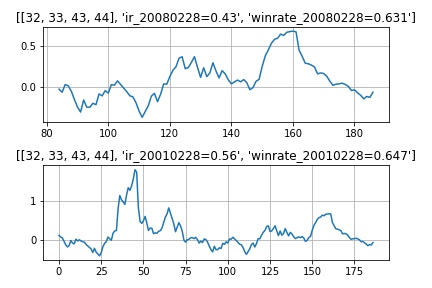 [[32, 33, 43, 44], 'ir_20080228=0.43', 'winrate_20080228=0.631']
0.5
0.0
80 100 120 140 160 180
[[32, 33, 43, 44], 'ir_20010228=0.56', 'winrate_20010228=0.647']
1
0
0 25 50 75 100 125 150 175